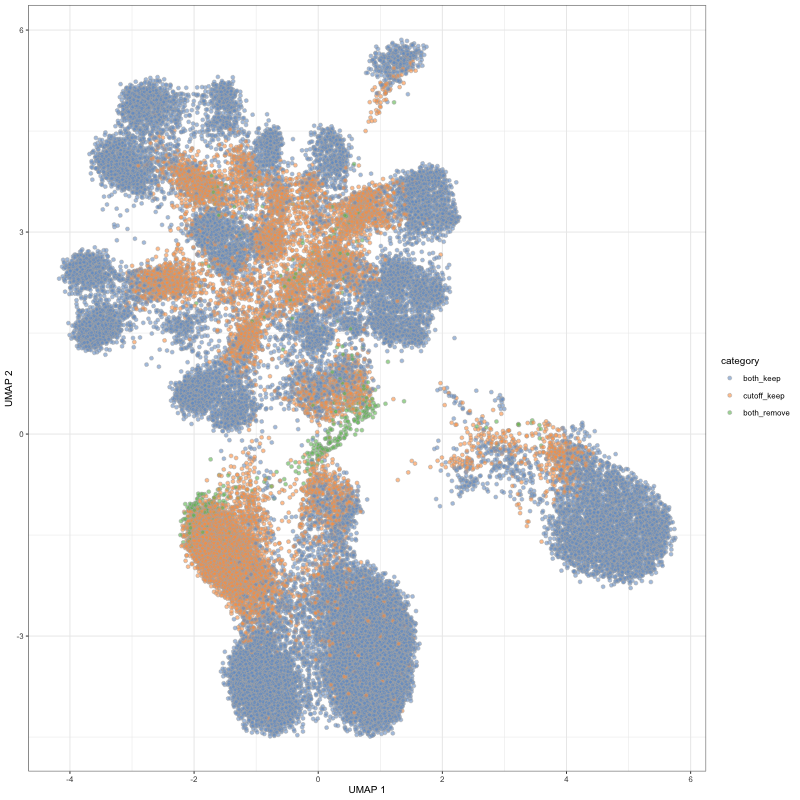 6
3
0
-3
-4
-2
0
2
4
6
UMAP 1
UMAP 2
category
both_keep
cutoff_keep
both_remove